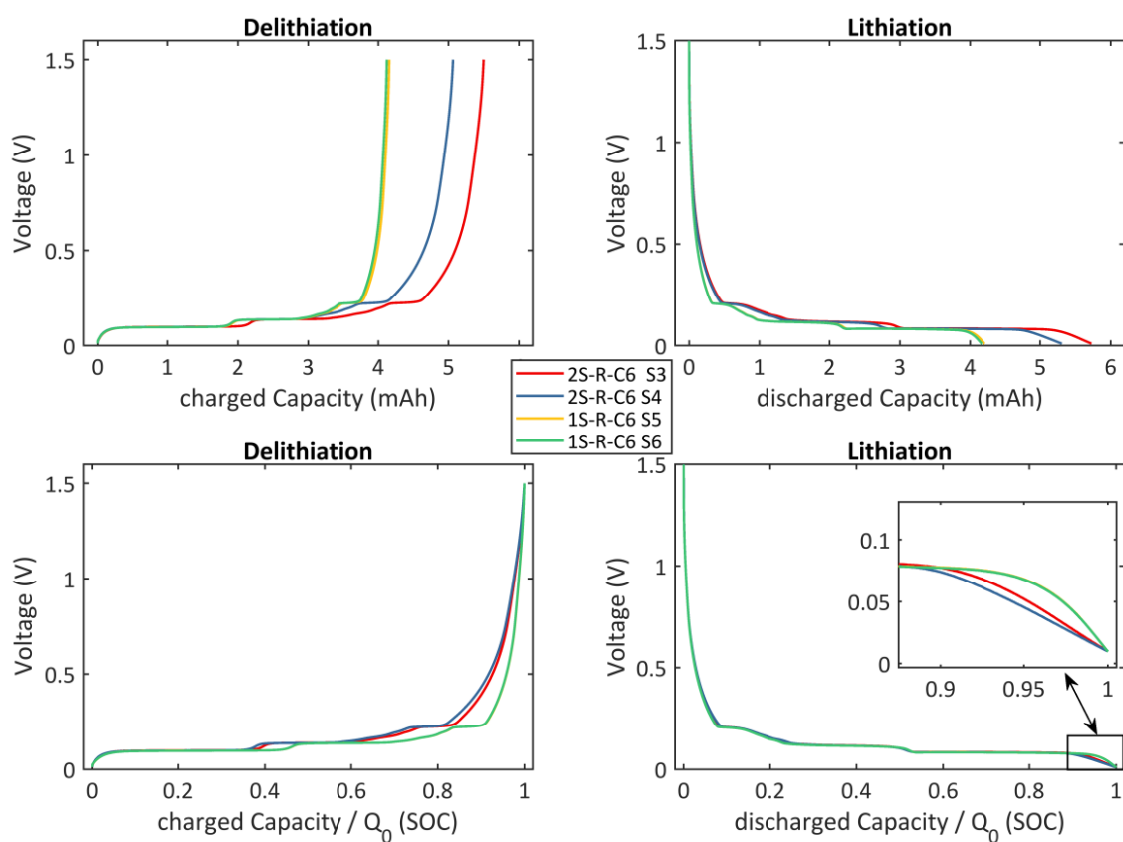 Delithiation
Voltage (V)
1.5
1
0.5
0
0 1 2 3 4 5 6
charged Capacity (mAh)
Lithiation
Voltage (V)
1.5
1
0.5
0
0 1 2 3 4 5 6
discharged Capacity (mAh)
2S-R-C6 S3
2S-R-C6 S4
1S-R-C6 S5
1S-R-C6 S6
Delithiation
Voltage (V)
1.5
1
0.5
0
0 0.2 0.4 0.6 0.8 1
charged Capacity / Q0 (SOC)
Lithiation
Voltage (V)
1.5
1
0.5
0
0.1
0.05
0
0.9 0.95 1
0 0.2 0.4 0.6 0.8 1
discharged Capacity / Q0 (SOC)